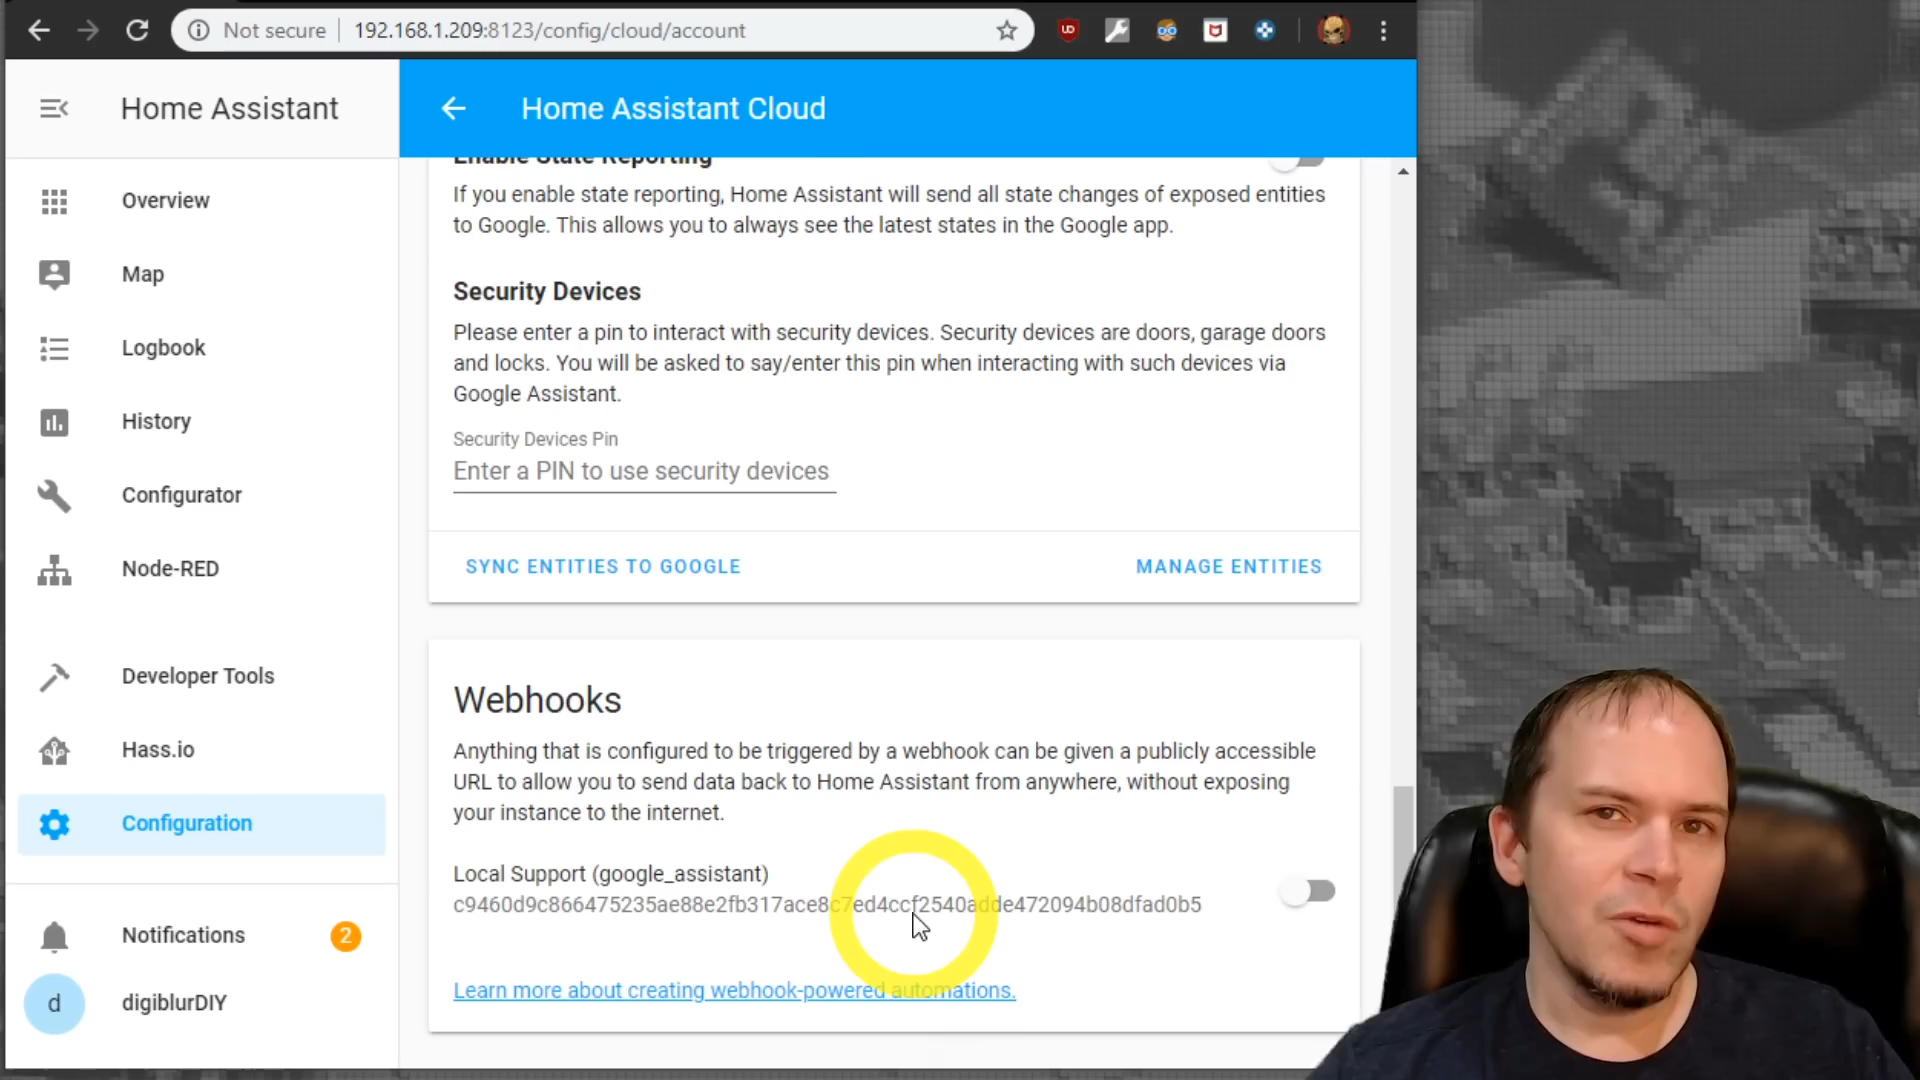 Not secure
192.168.1.209:8123/config/cloud/account
UD
Home Assistant
Home Assistant Cloud
Overview
Map
Logbook
History
Configurator
Node-RED
Developer Tools
Hass.io
Configuration
Notifications
2
d
digiblurDIY
Enable State Reporting
If you enable state reporting, Home Assistant will send all state changes of exposed entities
to Google. This allows you to always see the latest states in the Google app.
Security Devices
Please enter a pin to interact with security devices. Security devices are doors, garage doors
and locks. You will be asked to say/enter this pin when interacting with such devices via
Google Assistant.
Security Devices Pin
Enter a PIN to use security devices
SYNC ENTITIES TO GOOGLE
MANAGE ENTITIES
Webhooks
Anything that is configured to be triggered by a webhook can be given a publicly accessible
URL to allow you to send data back to Home Assistant from anywhere, without exposing
your instance to the internet.
Local Support (google_assistant)
c9460d9c866475235ae88e2fb317ace8c7ed4ccf2540adde472094b08dfad0b5
Learn more about creating webhook-powered automations.